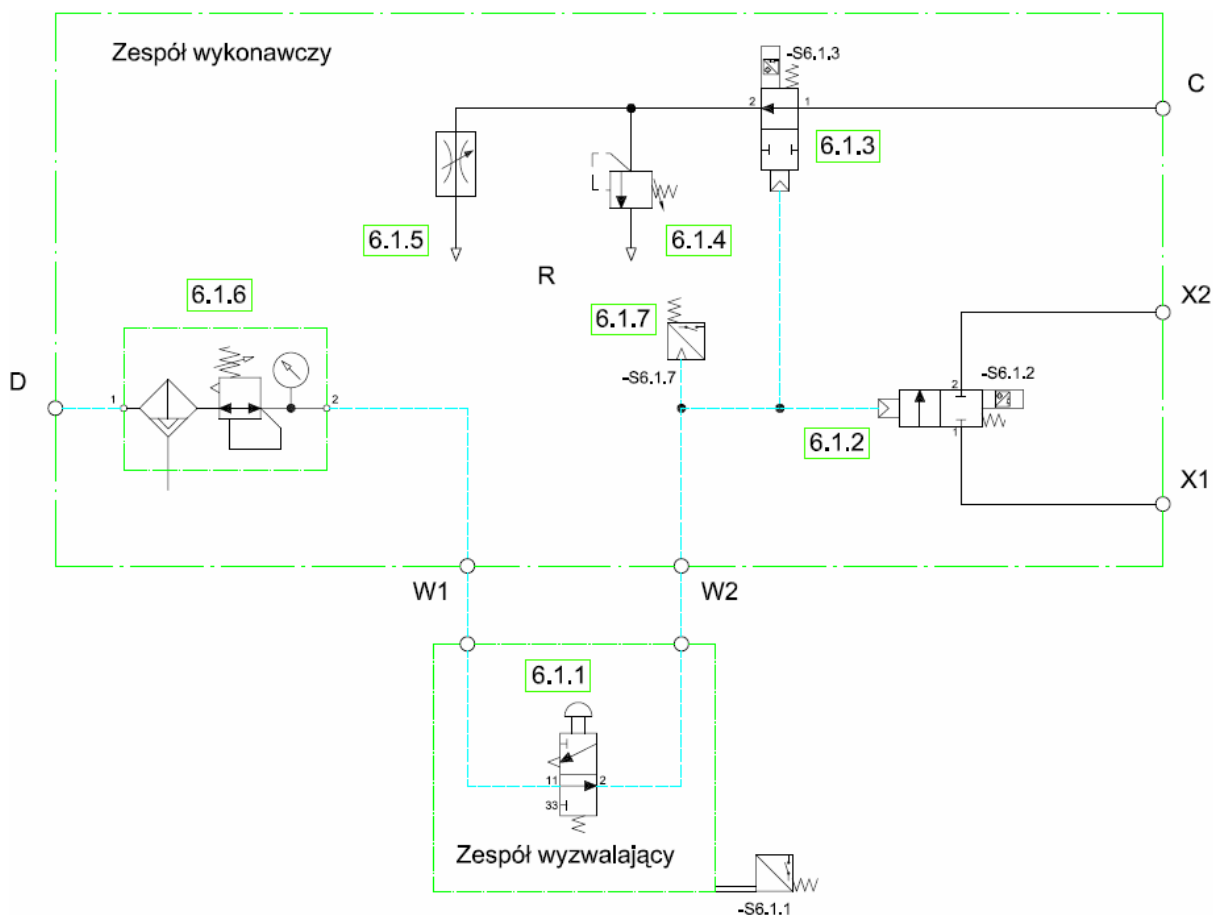 Zespół wykonawczy
-S6.1.3
C
2
1
6.1.3
6.1.5
6.1.4
R
6.1.6
6.1.7
X2
-S6.1.7
-S6.1.2
D
1
2
2
1
6.1.2
X1
W1
W2
6.1.1
11
2
33
Zespół wyzwalający
-S6.1.1